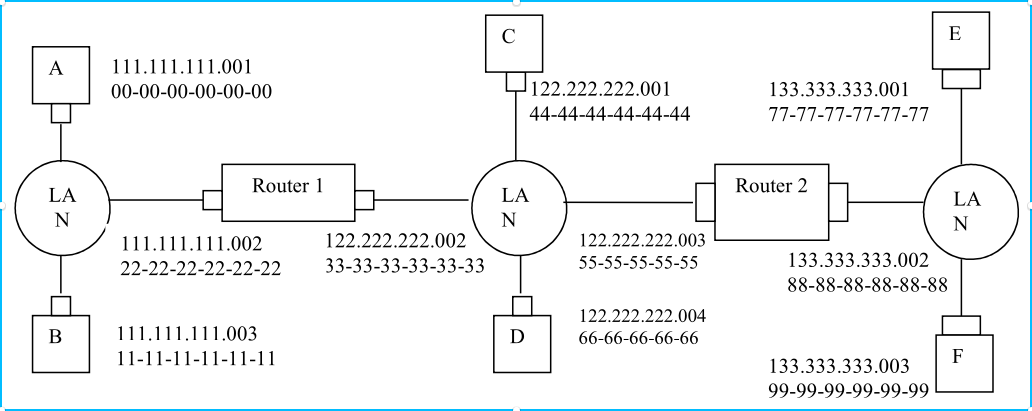 A
111.111.111.001
00-00-00-00-00-00
C
122.222.222.001
44-44-44-44-44-44
E
133.333.333.001
77-77-77-77-77-77
LA
N
Router 1
LA
N
Router 2
LA
N
111.111.111.002
22-22-22-22-22-22
122.222.222.002
33-33-33-33-33-33
122.222.222.003
55-55-55-55-55
133.333.333.002
88-88-88-88-88-88
B
111.111.111.003
11-11-11-11-11-11
D
122.222.222.004
66-66-66-66-66
F
133.333.333.003
99-99-99-99-99-99